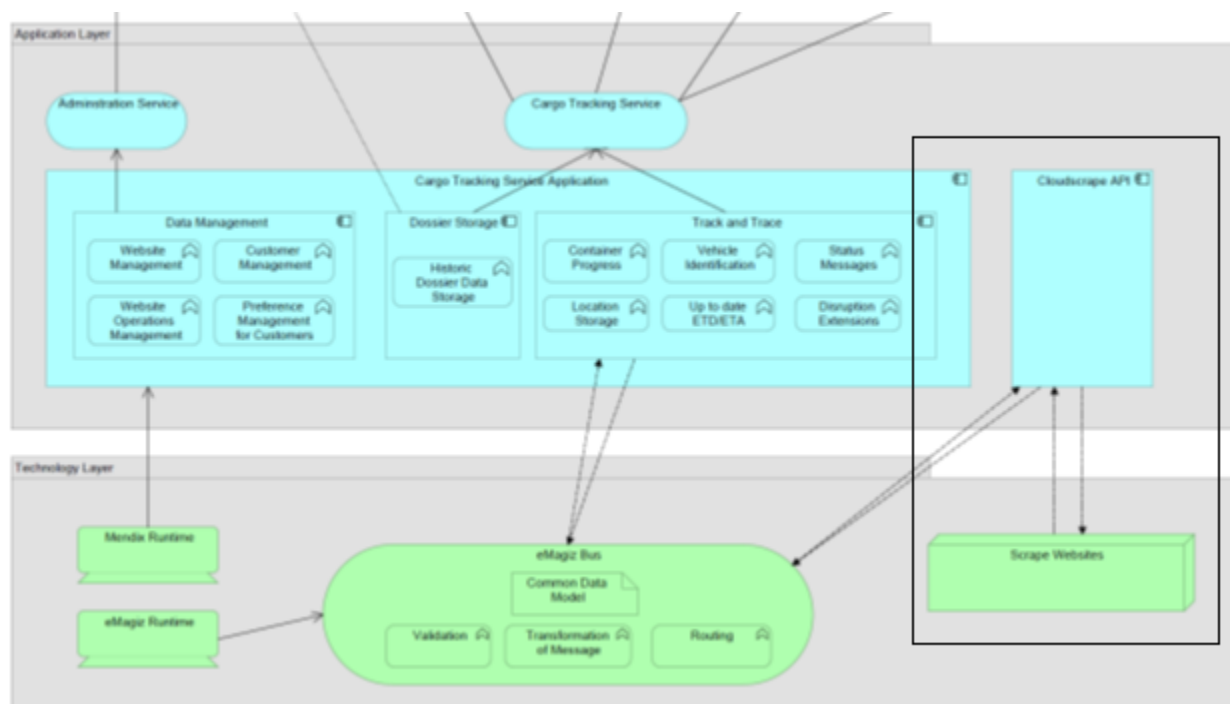 Application Layer
Adminstration Service
Cargo Tracking Service
Cargo Tracking Service Application
Cloudscrape API
Data Management
Dossier Storage
Track and Trace
Website
Management
Customer
Management
Historic
Dossier Data
Storage
Container
Progress
Vehicle
Identification
Status
Messages
Website
Operations
Management
Preference
Management
for Customers
Location
Storage
Up to date
ETD/ETA
Disruption
Extensions
Technology Layer
Mendix Runtime
eMagiz Bus
Scrape Websites
Common Data
Model
eMagiz Runtime
Validation
Transformation
of Message
Routing